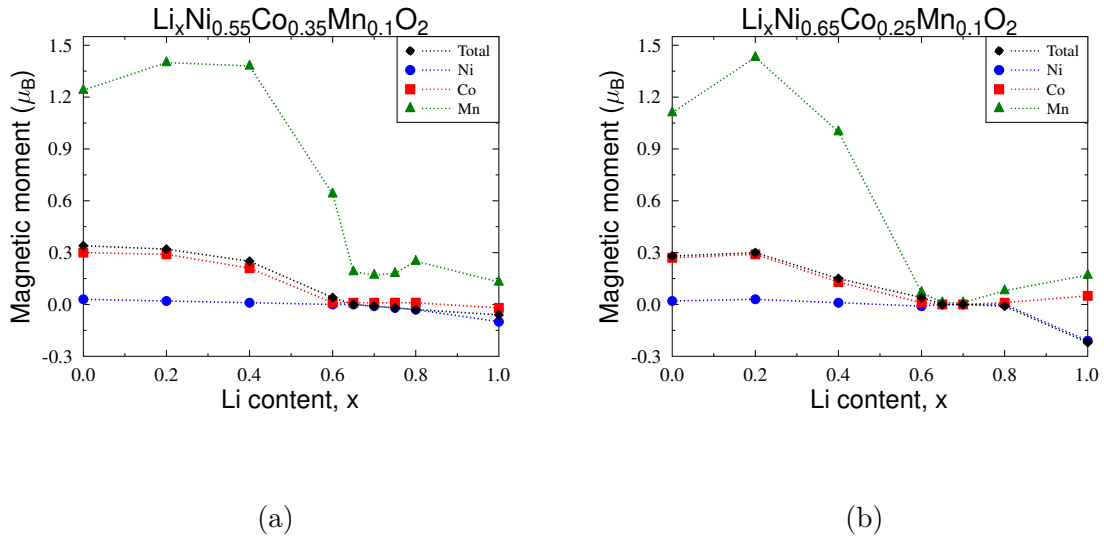 LiₓNi₀.₅₅Co₀.₃₅Mn₀.₁O₂
Magnetic moment (μ_B)
1.5
1.2
0.9
0.6
0.3
0.0
-0.3
Total
Ni
Co
Mn
0.0 0.2 0.4 0.6 0.8 1.0
Li content, x
(a)
LiₓNi₀.₆₅Co₀.₂₅Mn₀.₁O₂
Magnetic moment (μ_B)
1.5
1.2
0.9
0.6
0.3
0.0
-0.3
Total
Ni
Co
Mn
0.0 0.2 0.4 0.6 0.8 1.0
Li content, x
(b)